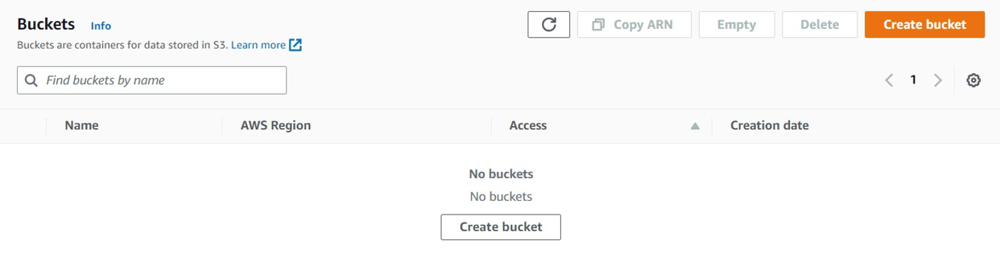 Buckets Info
Copy ARN Empty Delete Create bucket
Buckets are containers for data stored in S3. Learn more
Find buckets by name
1
Name AWS Region Access Creation date
No buckets
No buckets
Create bucket